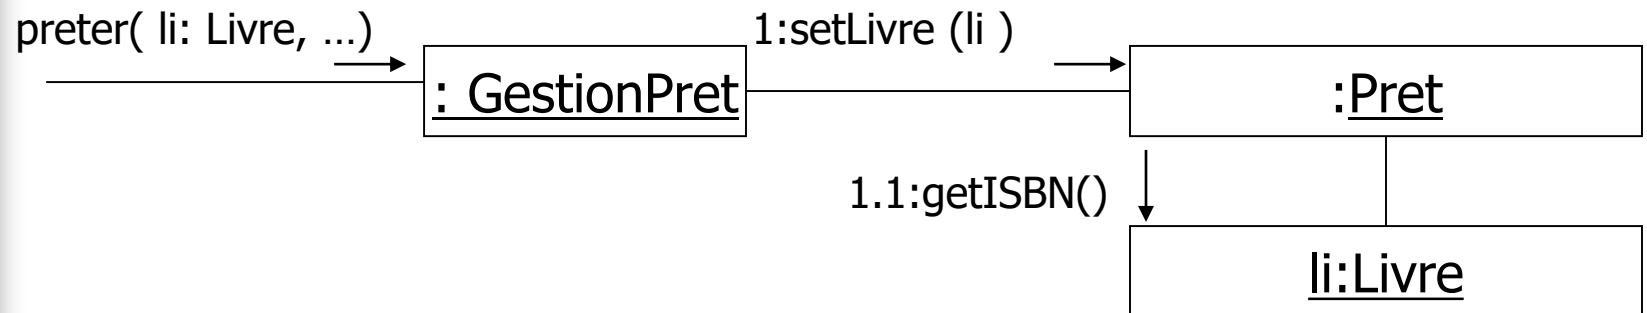 preter( li: Livre, …)
1:setLivre (li )
: GestionPret
:Pret
1.1:getISBN()
li:Livre